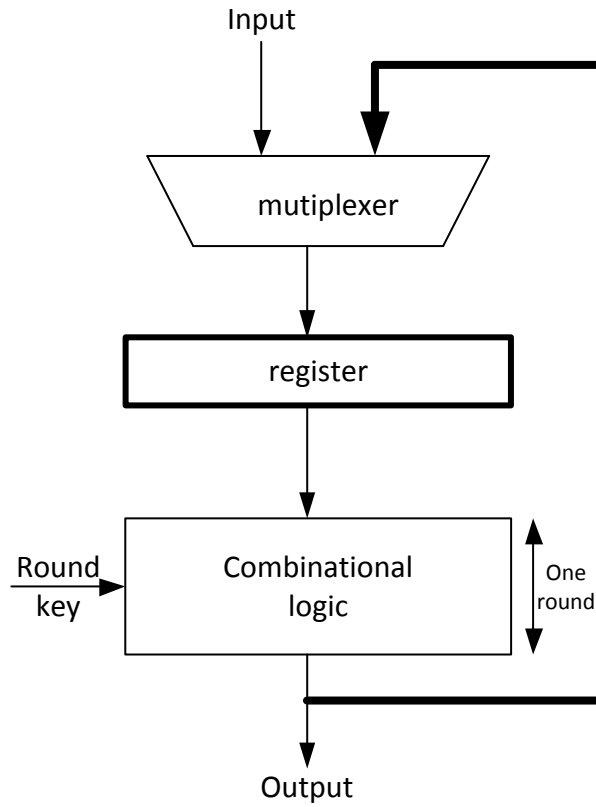 Input
mutiplexer
register
Round
key
Combinational
logic
One
round
Output